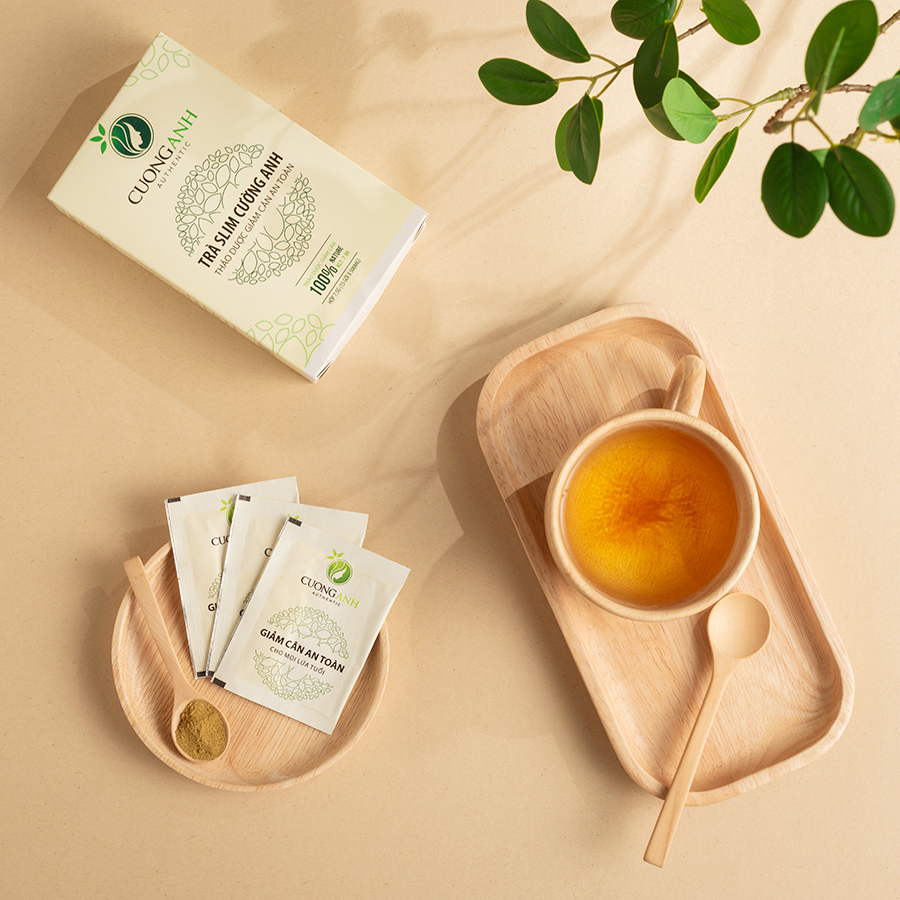 CUONG ANH
AUTHENTIC
TRÀ SLIM CƯỜNG ANH
THẢO DƯỢC GIẢM CÂN AN TOÀN
100% NATURE
CUONG ANH
AUTHENTIC
GIẢM CÂN AN TOÀN
CHO MỌI LỨA TUỔI